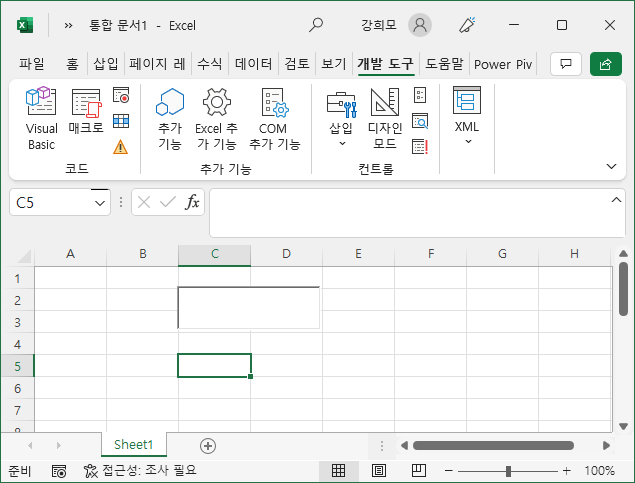 통합 문서1 - Excel
강희모
파일 홈 삽입 페이지 레 수식 데이터 검토 보기 개발 도구 도움말 Power Piv
Visual Basic
매크로
코드
추가 기능
Excel 추가 기능
COM 추가 기능
추가 기능
삽입
디자인 모드
컨트롤
XML
C5
fx
A B C D E F G H
1
2
3
4
5
6
7
8
Sheet1
준비 접근성: 조사 필요 100%